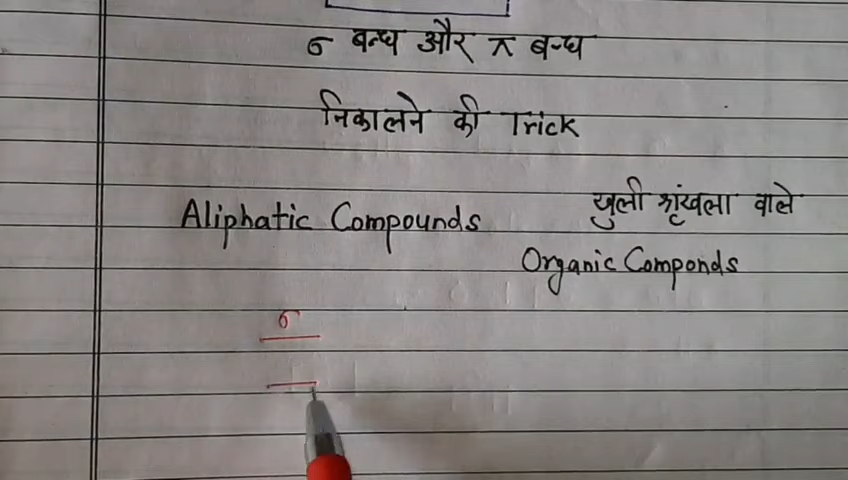 σ बन्ध और π बन्ध
निकालने की Trick
Aliphatic Compounds
खुली श्रृंखला वाले
Organic Componds
σ